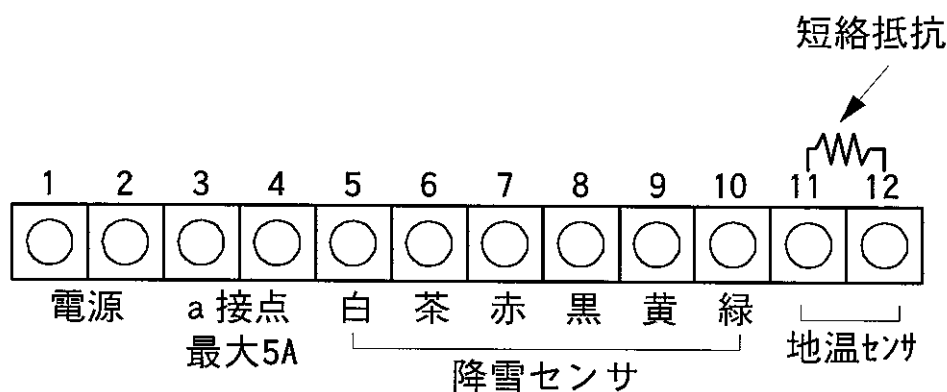 短絡抵抗
1 2 3 4 5 6 7 8 9 10 11 12
電源 a接点 白 茶 赤 黒 黄 緑 地温センサ
最大5A
降雪センサ